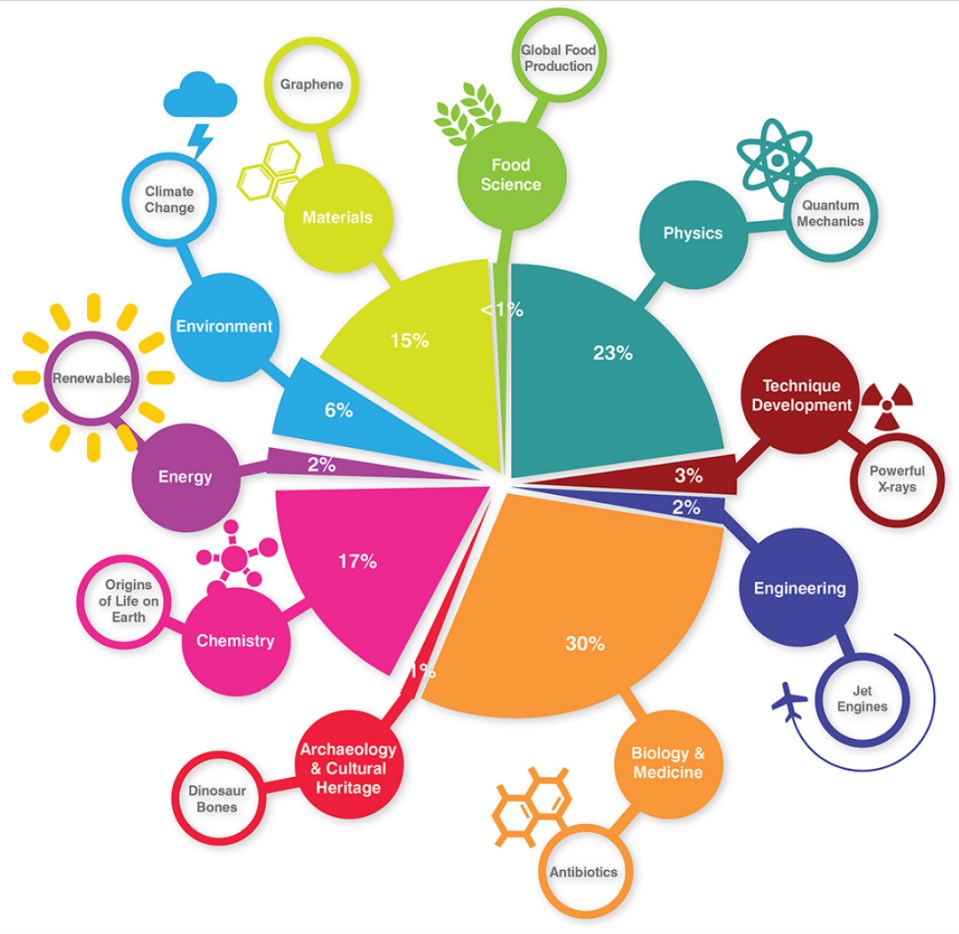 Global Food
Production
Graphene
Food
Science
Climate
Change
Materials
Quantum
Mechanics
Physics
Environment
<1%
15%
23%
Renewables
Technique
Development
6%
2%
3%
Energy
Powerful
X-rays
2%
17%
Origins
of Life on
Earth
Engineering
Chemistry
30%
1%
Jet
Engines
Archaeology
& Cultural
Heritage
Biology &
Medicine
Dinosaur
Bones
Antibiotics